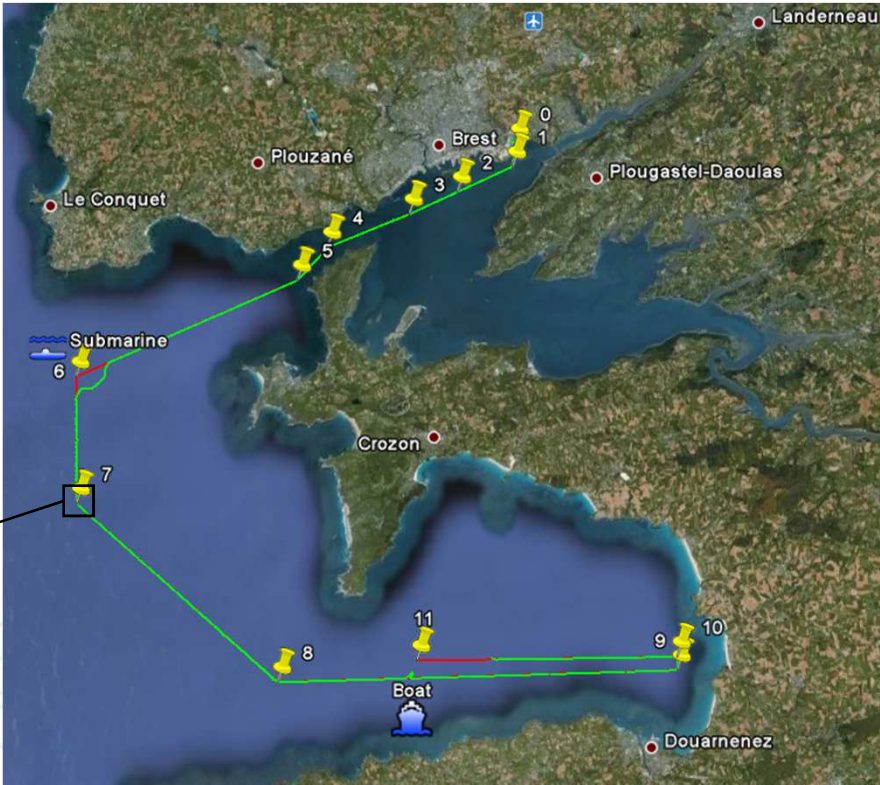 Landerneau
0
Brest
1
Plouzané
2
Plougastel-Daoulas
3
Le Conquet
4
5
Submarine
6
Crozon
7
11
10
9
8
Boat
Douarnenez